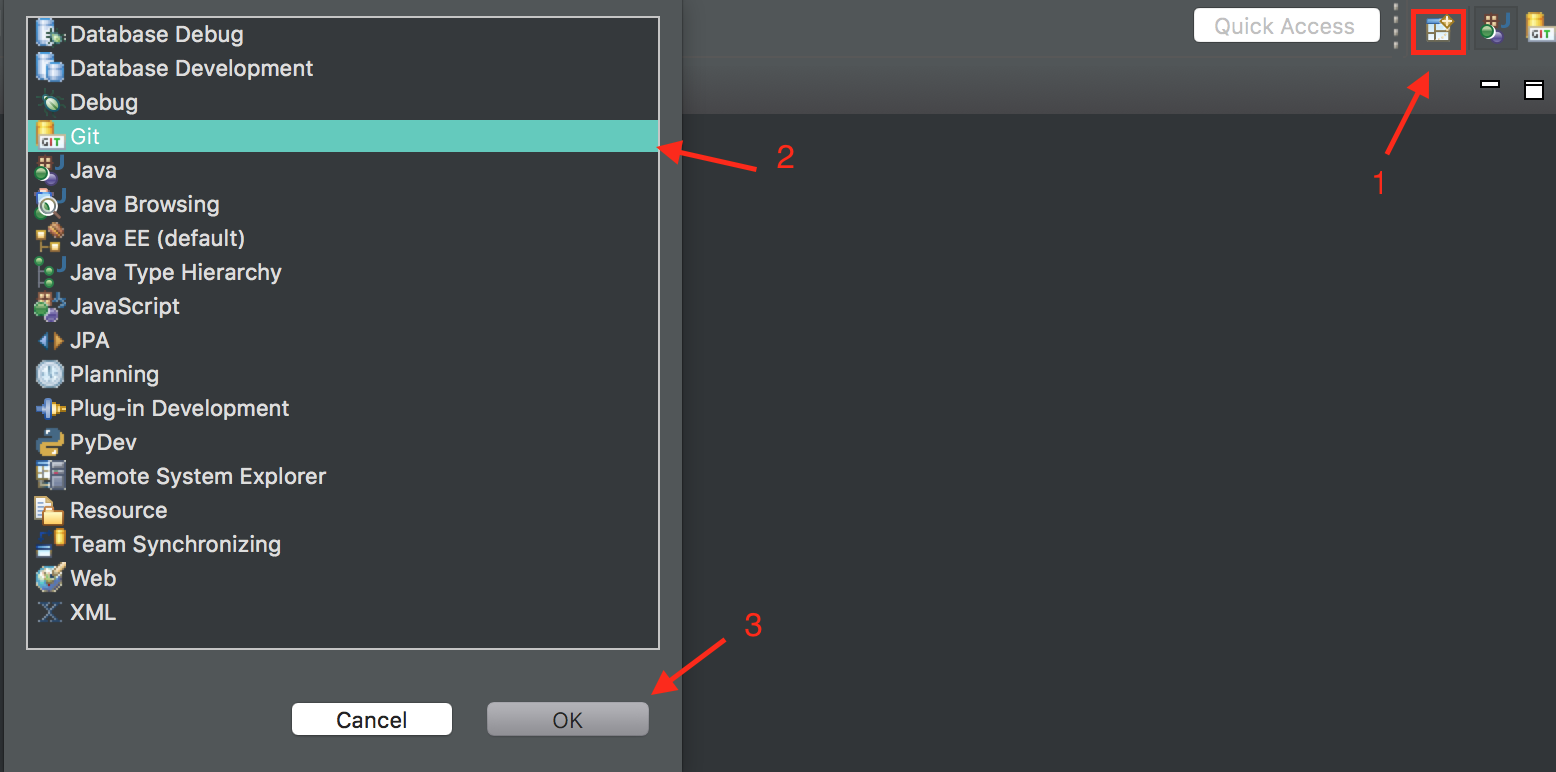 Database Debug
Database Development
Debug
GIT Git
Java
Java Browsing
Java EE (default)
Java Type Hierarchy
JavaScript
JPA
Planning
Plug-in Development
PyDev
Remote System Explorer
Resource
Team Synchronizing
Web
XML
Cancel OK
Quick Access GIT
1
2
3